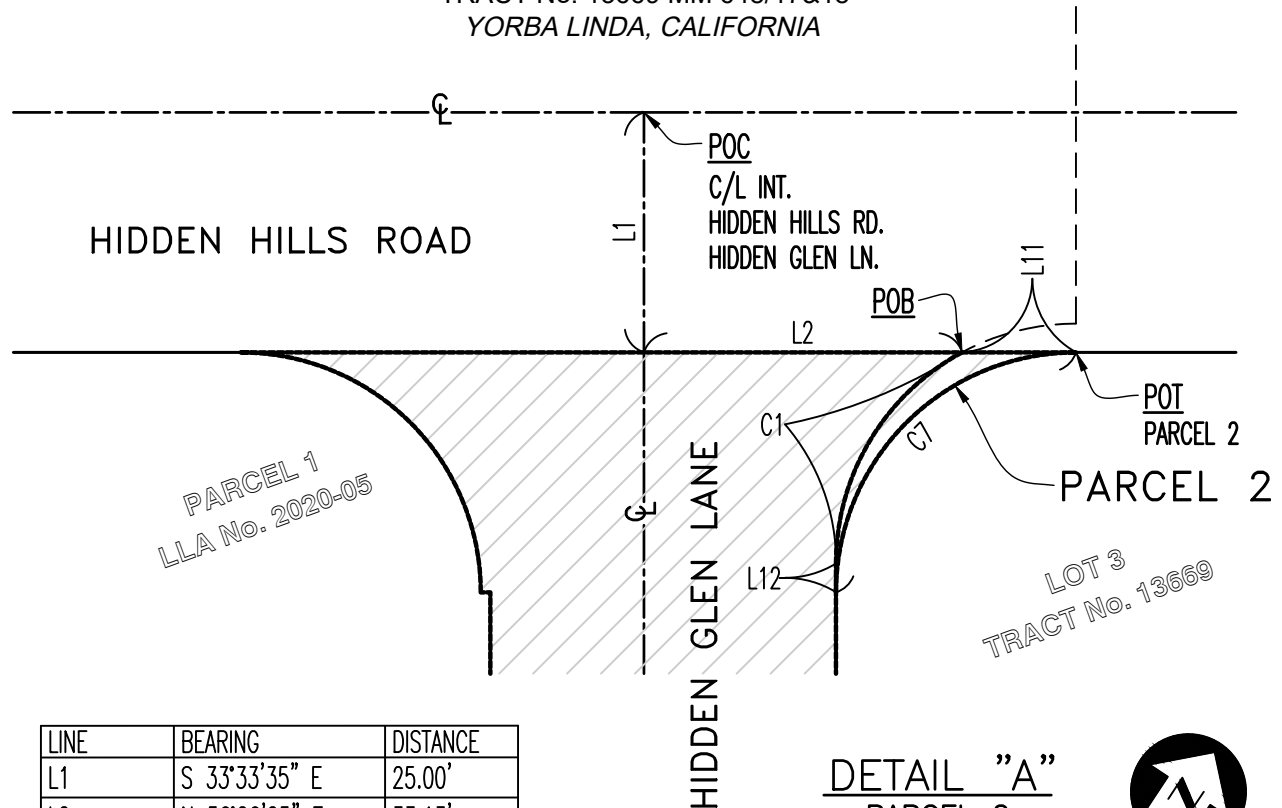 YORBA LINDA, CALIFORNIA
℄
POC
C/L INT.
HIDDEN HILLS RD.
HIDDEN GLEN LN.
HIDDEN HILLS ROAD
L1
L11
POB
L2
POT
PARCEL 2
C1
C7
PARCEL 2
PARCEL 1
LLA No. 2020-05
℄
HIDDEN GLEN LANE
L12
LOT 3
TRACT No. 13669
LINE BEARING DISTANCE
L1 S 33°33'35" E 25.00'
DETAIL "A"